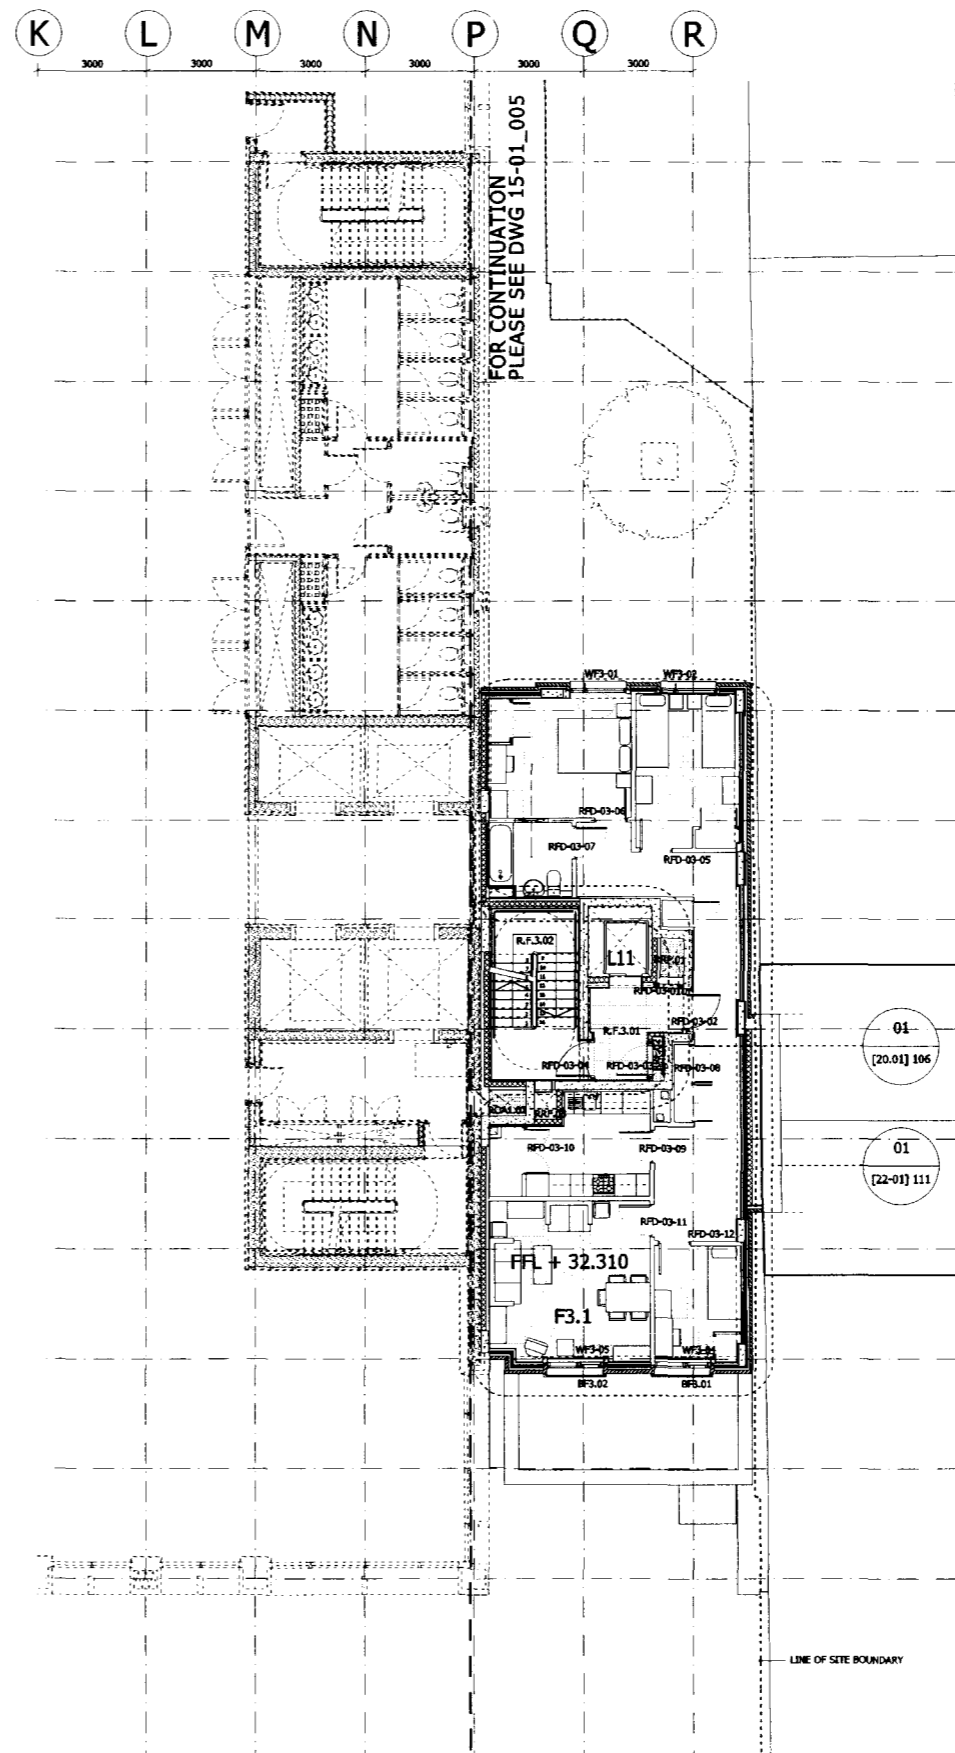 K L M N P Q R
3000 3000 3000 3000 3000 3000
FOR CONTINUATION
PLEASE SEE DWG 15-01_005
WF3-01 WF3-02
RFD-03-06
RFD-03-07
RFD-03-05
R.F.3.02
L11
RFD-03-02
R.F.3.01
RFD-03-04
RFD-03-08
01
[20.01] 106
RFD-03-10
RFD-03-09
01
[22-01] 111
RFD-03-11
RFD-03-12
FFL + 32.310
F3.1
WF3-05
BF3.02 BF3.01
LINE OF SITE BOUNDARY